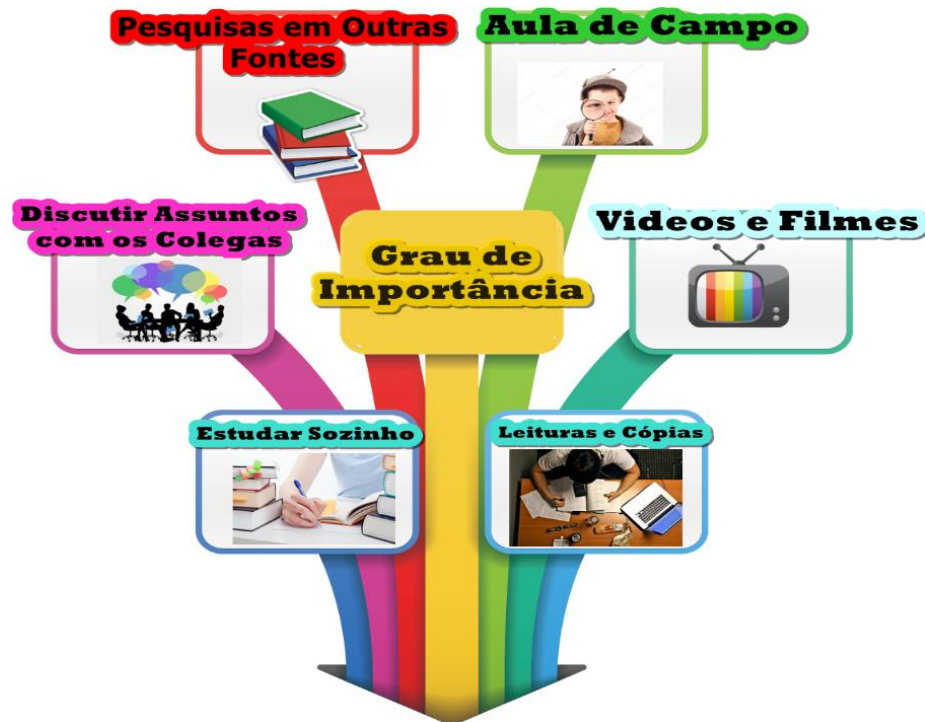 Pesquisas em Outras
Fontes
Aula de Campo
Discutir Assuntos
com os Colegas
Grau de
Importância
Videos e Filmes
Estudar Sozinho
Leituras e Cópias